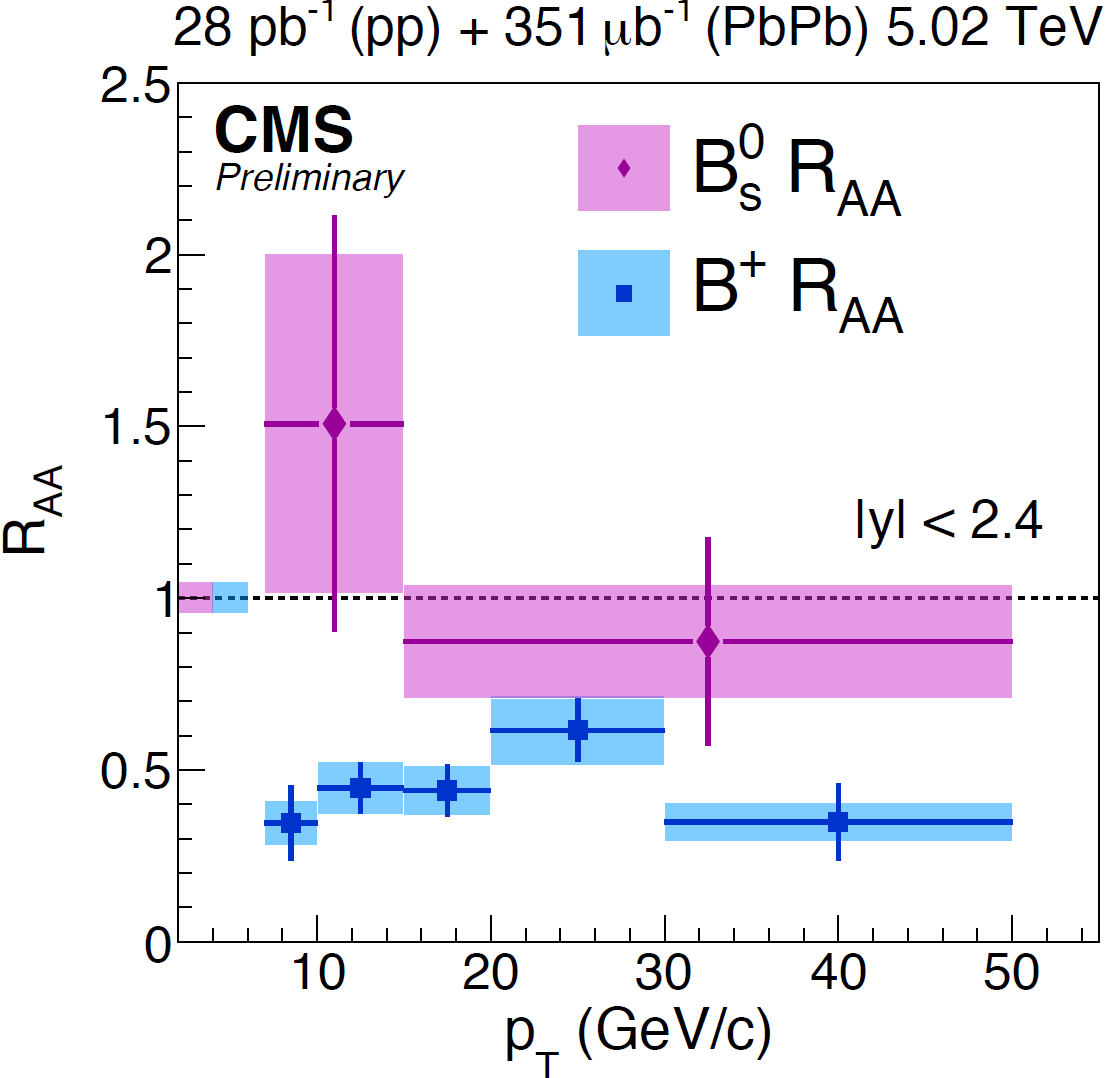 28 pb⁻¹ (pp) + 351 μb⁻¹ (PbPb) 5.02 TeV
CMS
Preliminary
B⁰ₛ R_AA
B⁺ R_AA
|y| < 2.4
R_AA
2.5
2
1.5
1
0.5
0
10 20 30 40 50
p_T (GeV/c)